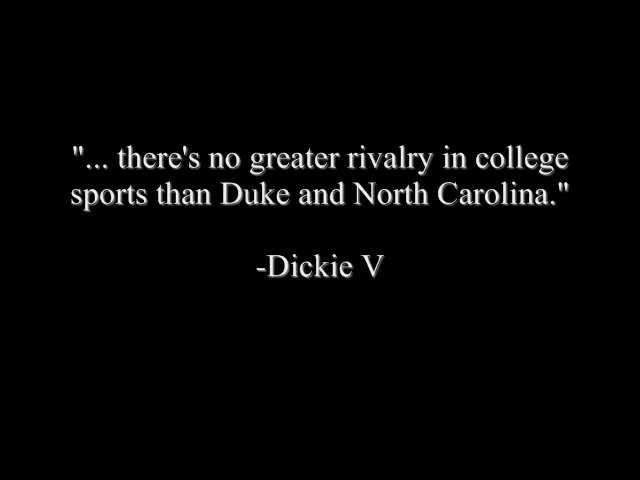 "... there's no greater rivalry in college
sports than Duke and North Carolina."
-Dickie V